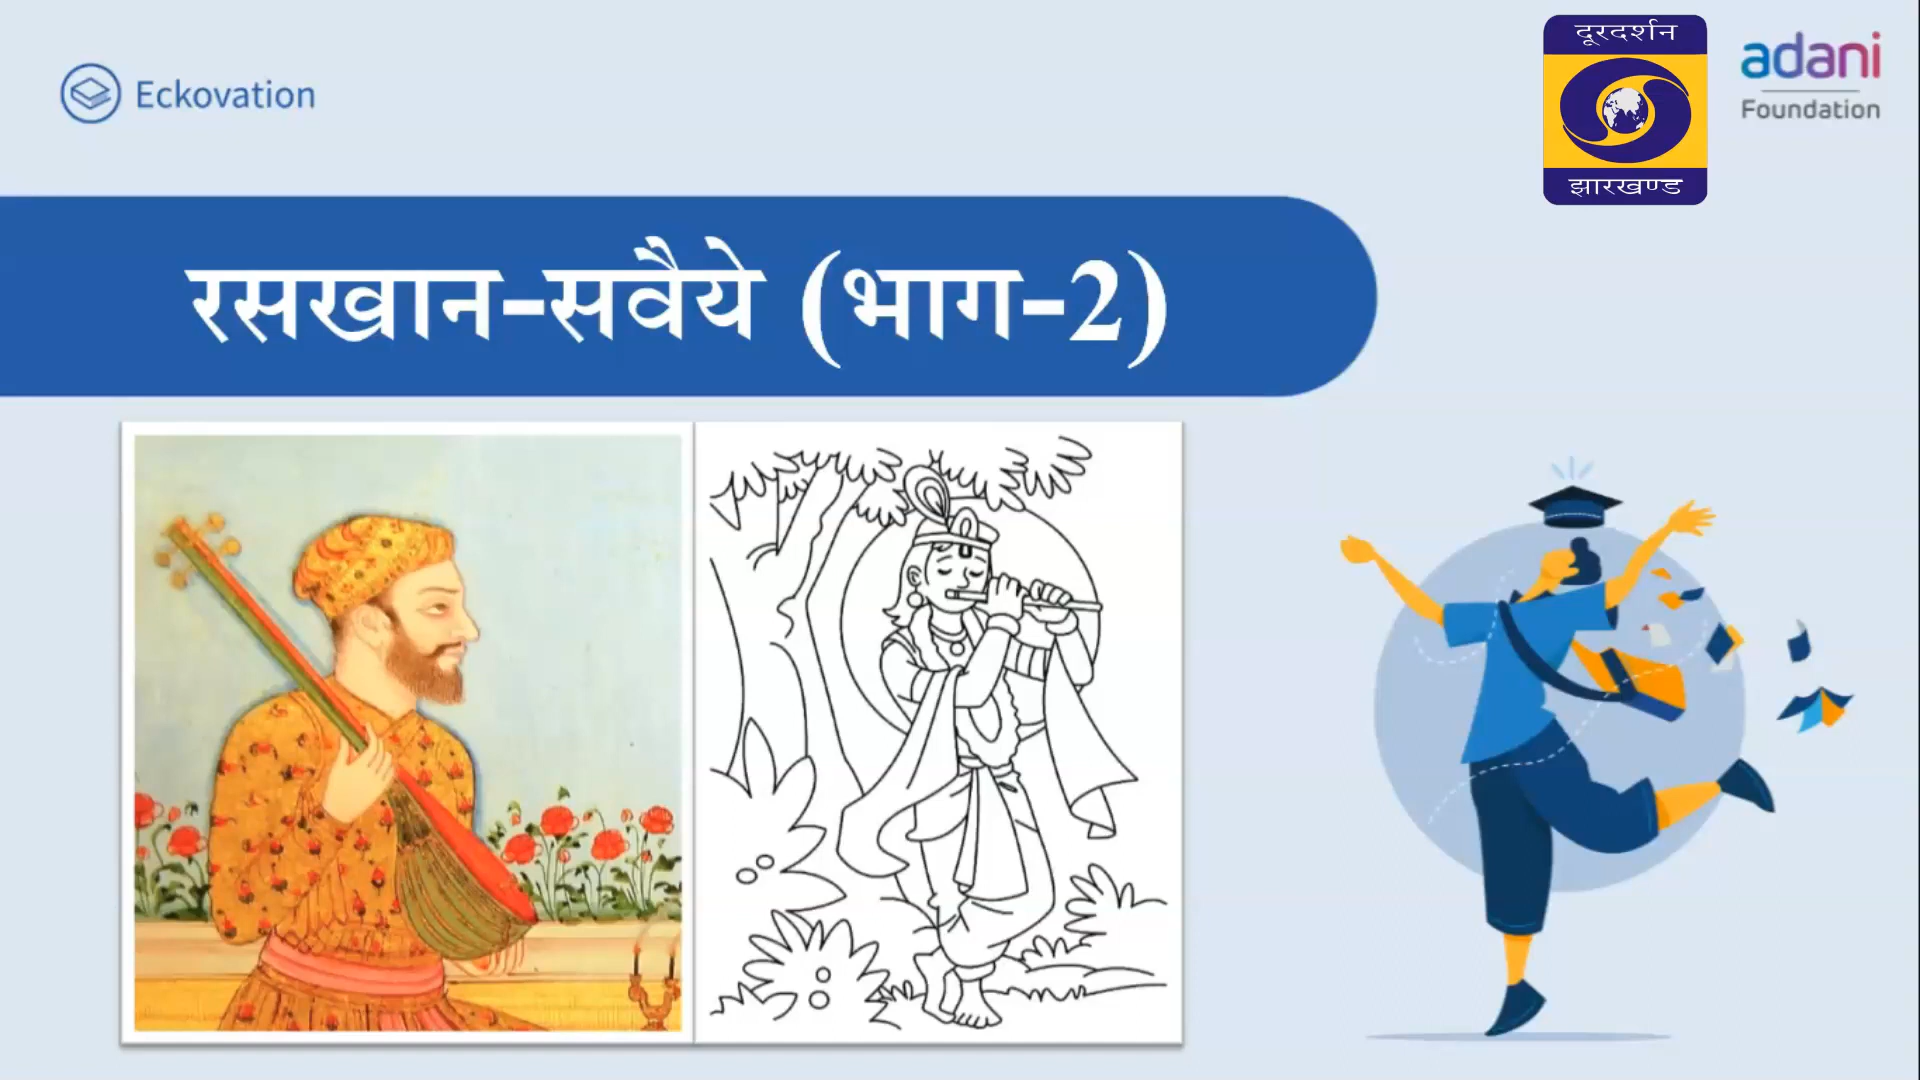 Eckovation
दूरदर्शन
झारखण्ड
adani
Foundation
रसखान-सवैये (भाग-2)